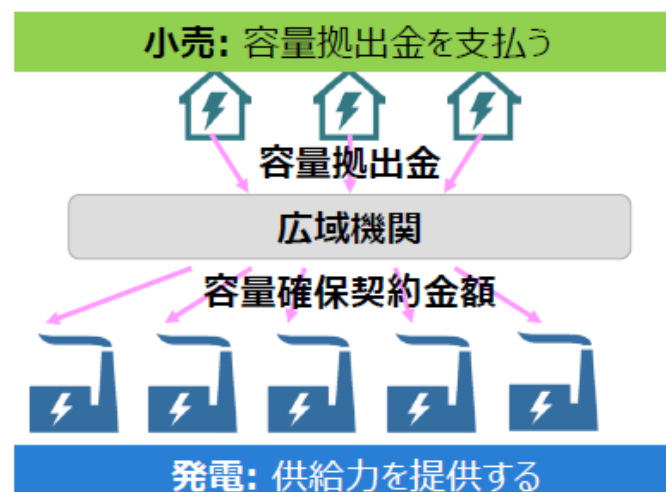 小売: 容量拠出金を支払う
容量拠出金
広域機関
容量確保契約金額
発電: 供給力を提供する